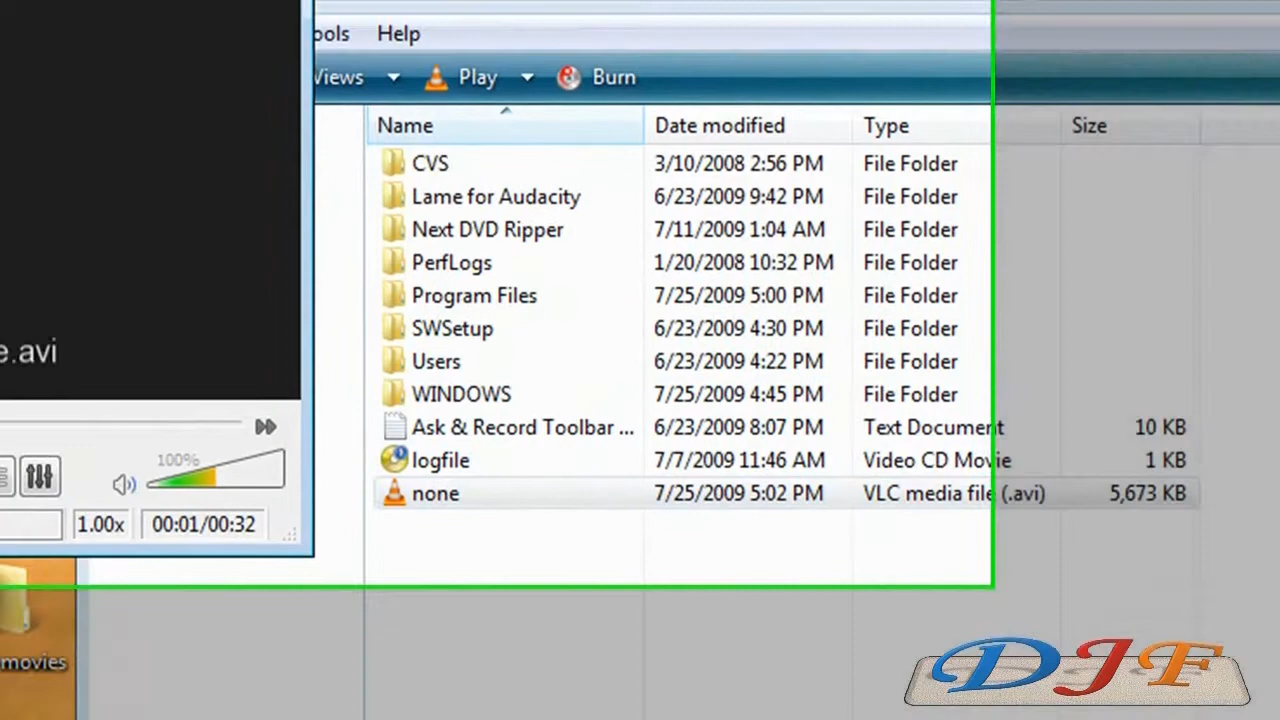 ools Help
Views Play Burn
Name Date modified Type Size
CVS 3/10/2008 2:56 PM File Folder
Lame for Audacity 6/23/2009 9:42 PM File Folder
Next DVD Ripper 7/11/2009 1:04 AM File Folder
PerfLogs 1/20/2008 10:32 PM File Folder
Program Files 7/25/2009 5:00 PM File Folder
SWSetup 6/23/2009 4:30 PM File Folder
Users 6/23/2009 4:22 PM File Folder
WINDOWS 7/25/2009 4:45 PM File Folder
Ask & Record Toolbar ... 6/23/2009 8:07 PM Text Document 10 KB
logfile 7/7/2009 11:46 AM Video CD Movie 1 KB
none 7/25/2009 5:02 PM VLC media file (.avi) 5,673 KB
e.avi
100%
1.00x 00:01/00:32
movies
DJF